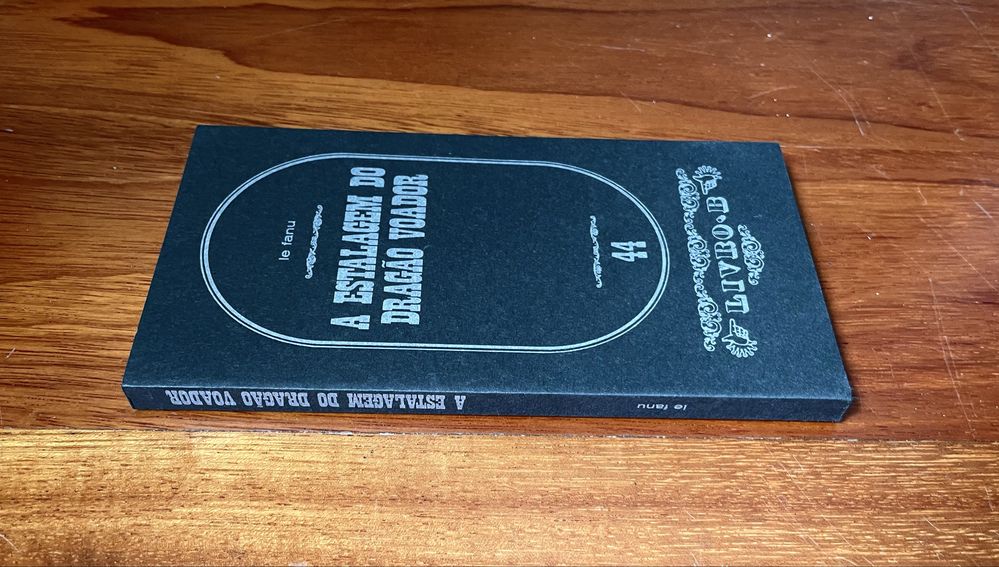 le fanu
A ESTALAGEM DO
DRAGÃO VOADOR
44
LIVRO·B
A ESTALAGEM DO DRAGÃO VOADOR
le fanu